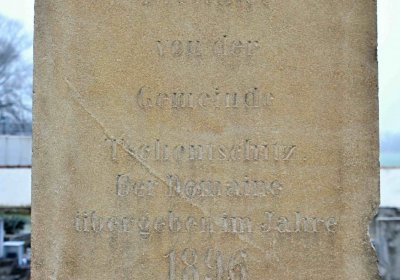 von der
Gemeinde
Tschentschitz
Der Domaine
übergeben im Jahre
1896